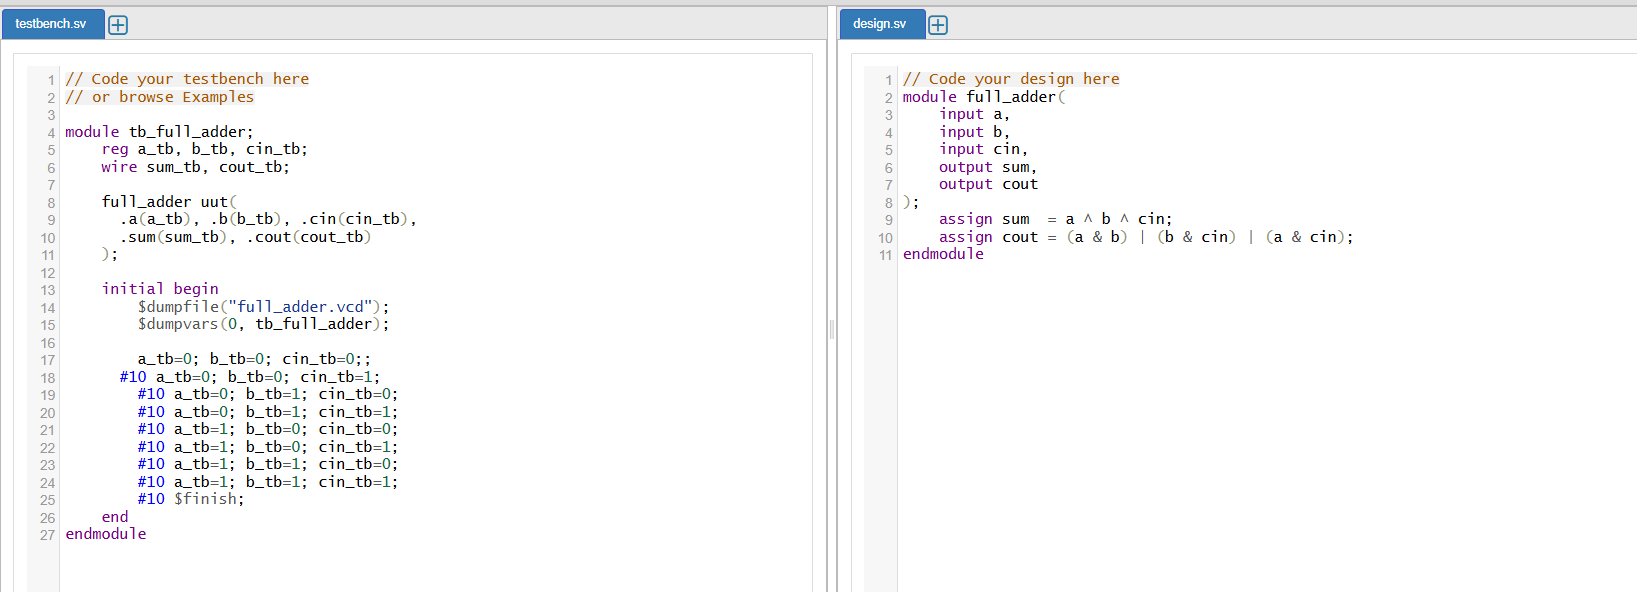 testbench.sv
1 // Code your testbench here
2 // or browse Examples
3
4 module tb_full_adder;
5     reg a_tb, b_tb, cin_tb;
6     wire sum_tb, cout_tb;
7
8     full_adder uut(
9       .a(a_tb), .b(b_tb), .cin(cin_tb),
10       .sum(sum_tb), .cout(cout_tb)
11     );
12
13     initial begin
14         $dumpfile("full_adder.vcd");
15         $dumpvars(0, tb_full_adder);
16
17         a_tb=0; b_tb=0; cin_tb=0;;
18       #10 a_tb=0; b_tb=0; cin_tb=1;
19         #10 a_tb=0; b_tb=1; cin_tb=0;
20         #10 a_tb=0; b_tb=1; cin_tb=1;
21         #10 a_tb=1; b_tb=0; cin_tb=0;
22         #10 a_tb=1; b_tb=0; cin_tb=1;
23         #10 a_tb=1; b_tb=1; cin_tb=0;
24         #10 a_tb=1; b_tb=1; cin_tb=1;
25         #10 $finish;
26     end
27 endmodule
design.sv
1 // Code your design here
2 module full_adder(
3     input a,
4     input b,
5     input cin,
6     output sum,
7     output cout
8 );
9     assign sum  = a ^ b ^ cin;
10     assign cout = (a & b) | (b & cin) | (a & cin);
11 endmodule